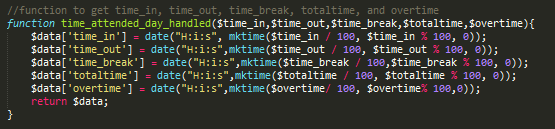 //function to get time_in, time_out, time_break, totaltime, and overtime
function time_attended_day_handled($time_in,$time_out,$time_break,$totaltime,$overtime){
$data['time_in'] = date("H:i:s", mktime($time_in / 100, $time_in % 100, 0));
$data['time_out'] = date("H:i:s",mktime($time_out / 100, $time_out % 100, 0));
$data['time_break'] = date("H:i:s",mktime($time_break / 100,$time_break % 100, 0));
$data['totaltime'] = date("H:i:s",mktime($totaltime / 100, $totaltime % 100, 0));
$data['overtime'] = date("H:i:s",mktime($overtime/ 100, $overtime% 100,0));
return $data;
}